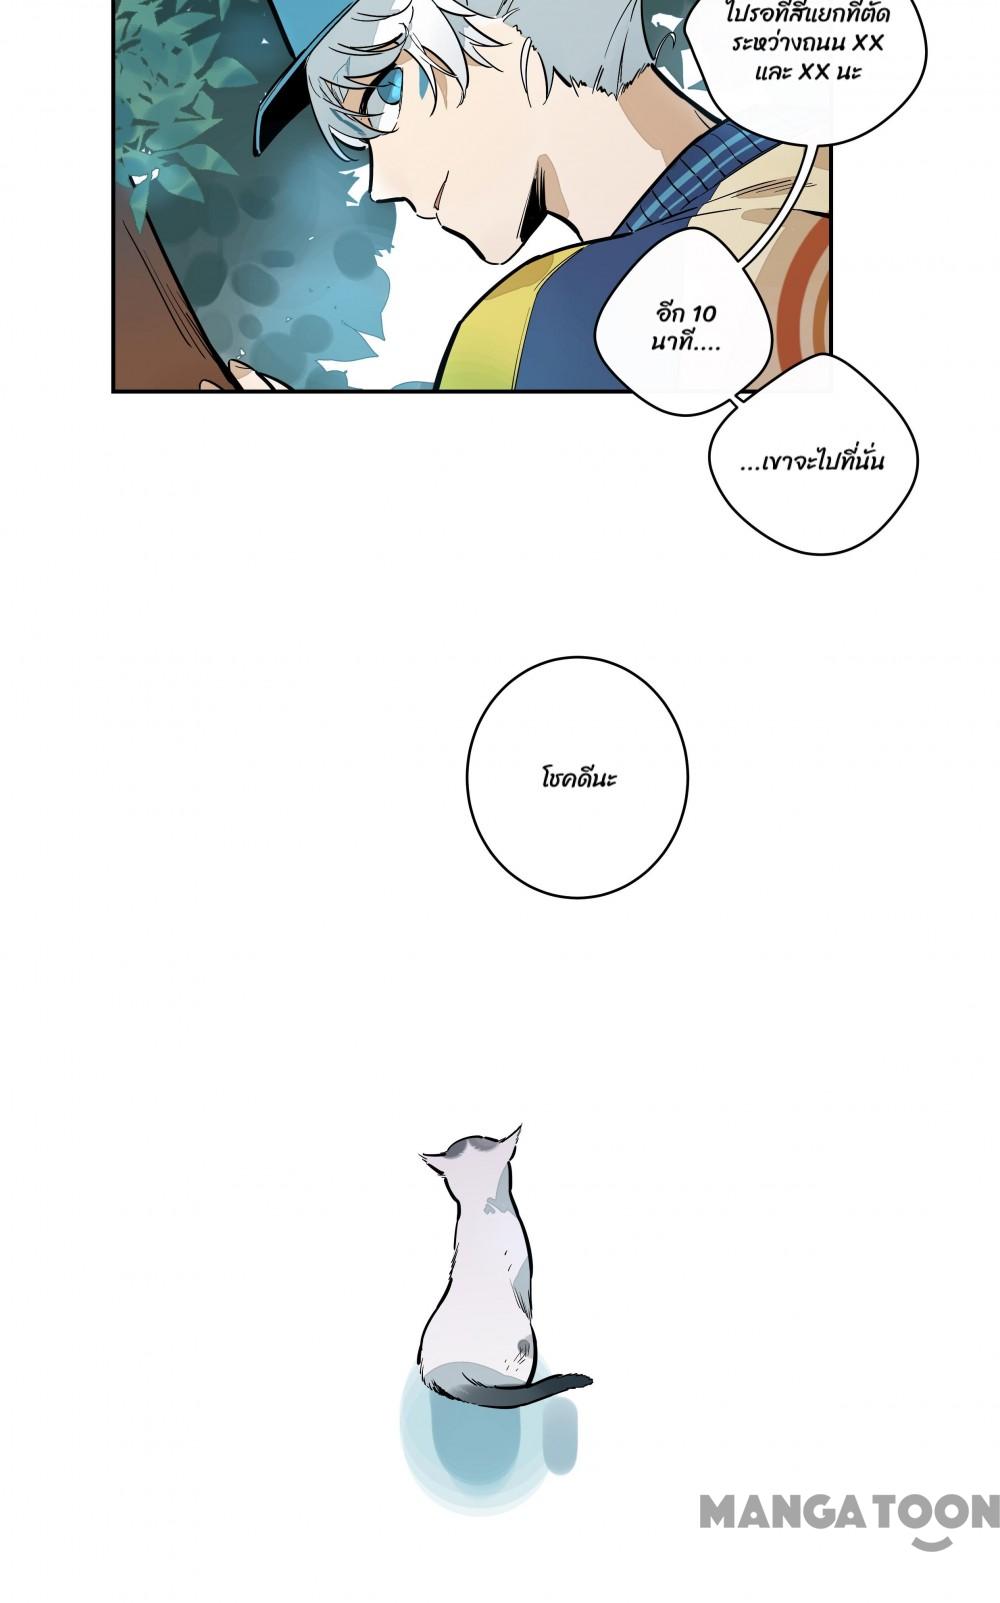 ไปรอที่สี่แยกที่ตัด
ระหว่างถนน XX
และ XX นะ
อีก 10
นาที....
...เขาจะไปที่นั่น
โชคดีนะ
MANGA TOON